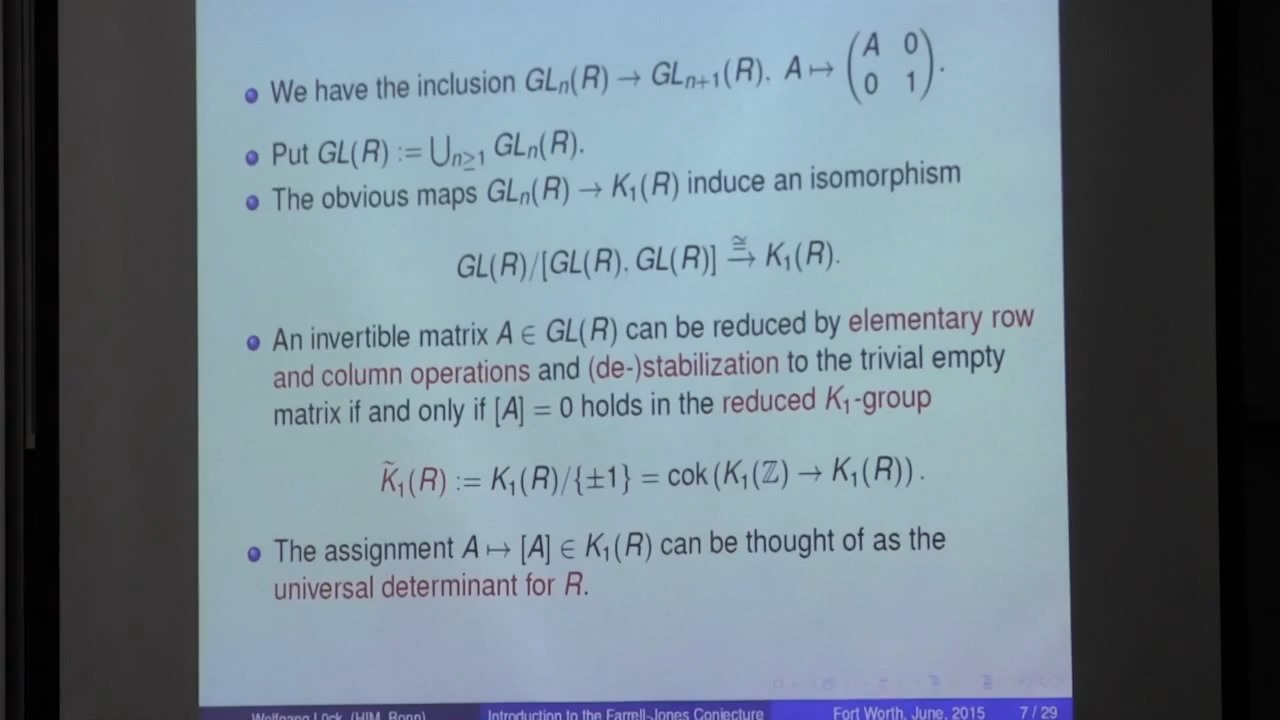 We have the inclusion GLₙ(R) → GLₙ₊₁(R), A ↦ (A 0
0 1).
Put GL(R) := ⋃ₙ≥₁ GLₙ(R).
The obvious maps GLₙ(R) → K₁(R) induce an isomorphism
GL(R)/[GL(R), GL(R)] ≅→ K₁(R).
An invertible matrix A ∈ GL(R) can be reduced by elementary row
and column operations and (de-)stabilization to the trivial empty
matrix if and only if [A] = 0 holds in the reduced K₁-group
K̃₁(R) := K₁(R)/{±1} = cok (K₁(ℤ) → K₁(R)).
The assignment A ↦ [A] ∈ K₁(R) can be thought of as the
universal determinant for R.
Wolfgang Lück (HIM, Bonn) Introduction to the Farrell-Jones Conjecture Fort Worth, June, 2015 7 / 29